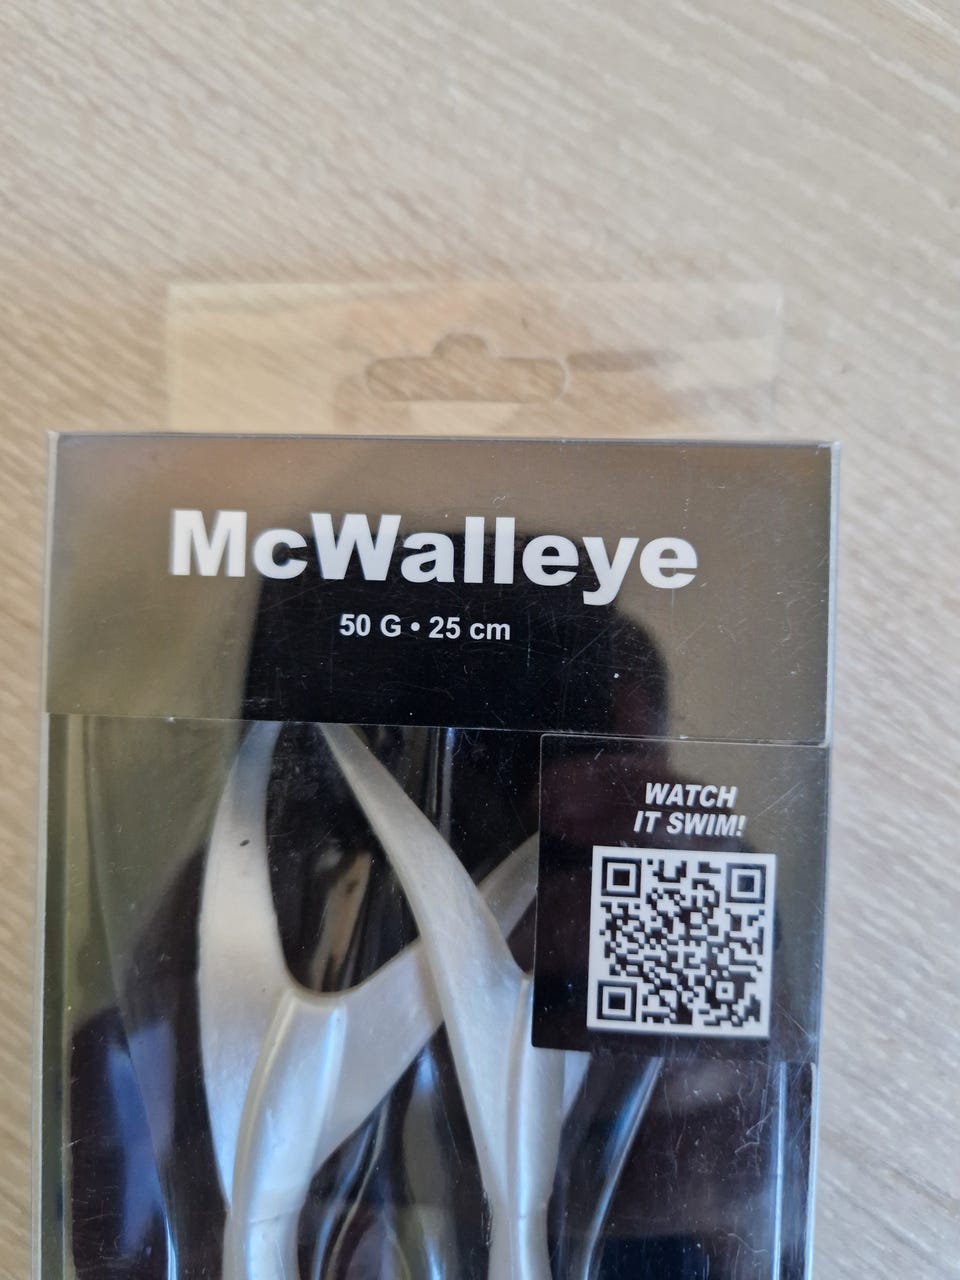 McWalleye
50 G • 25 cm
WATCH
IT SWIM!